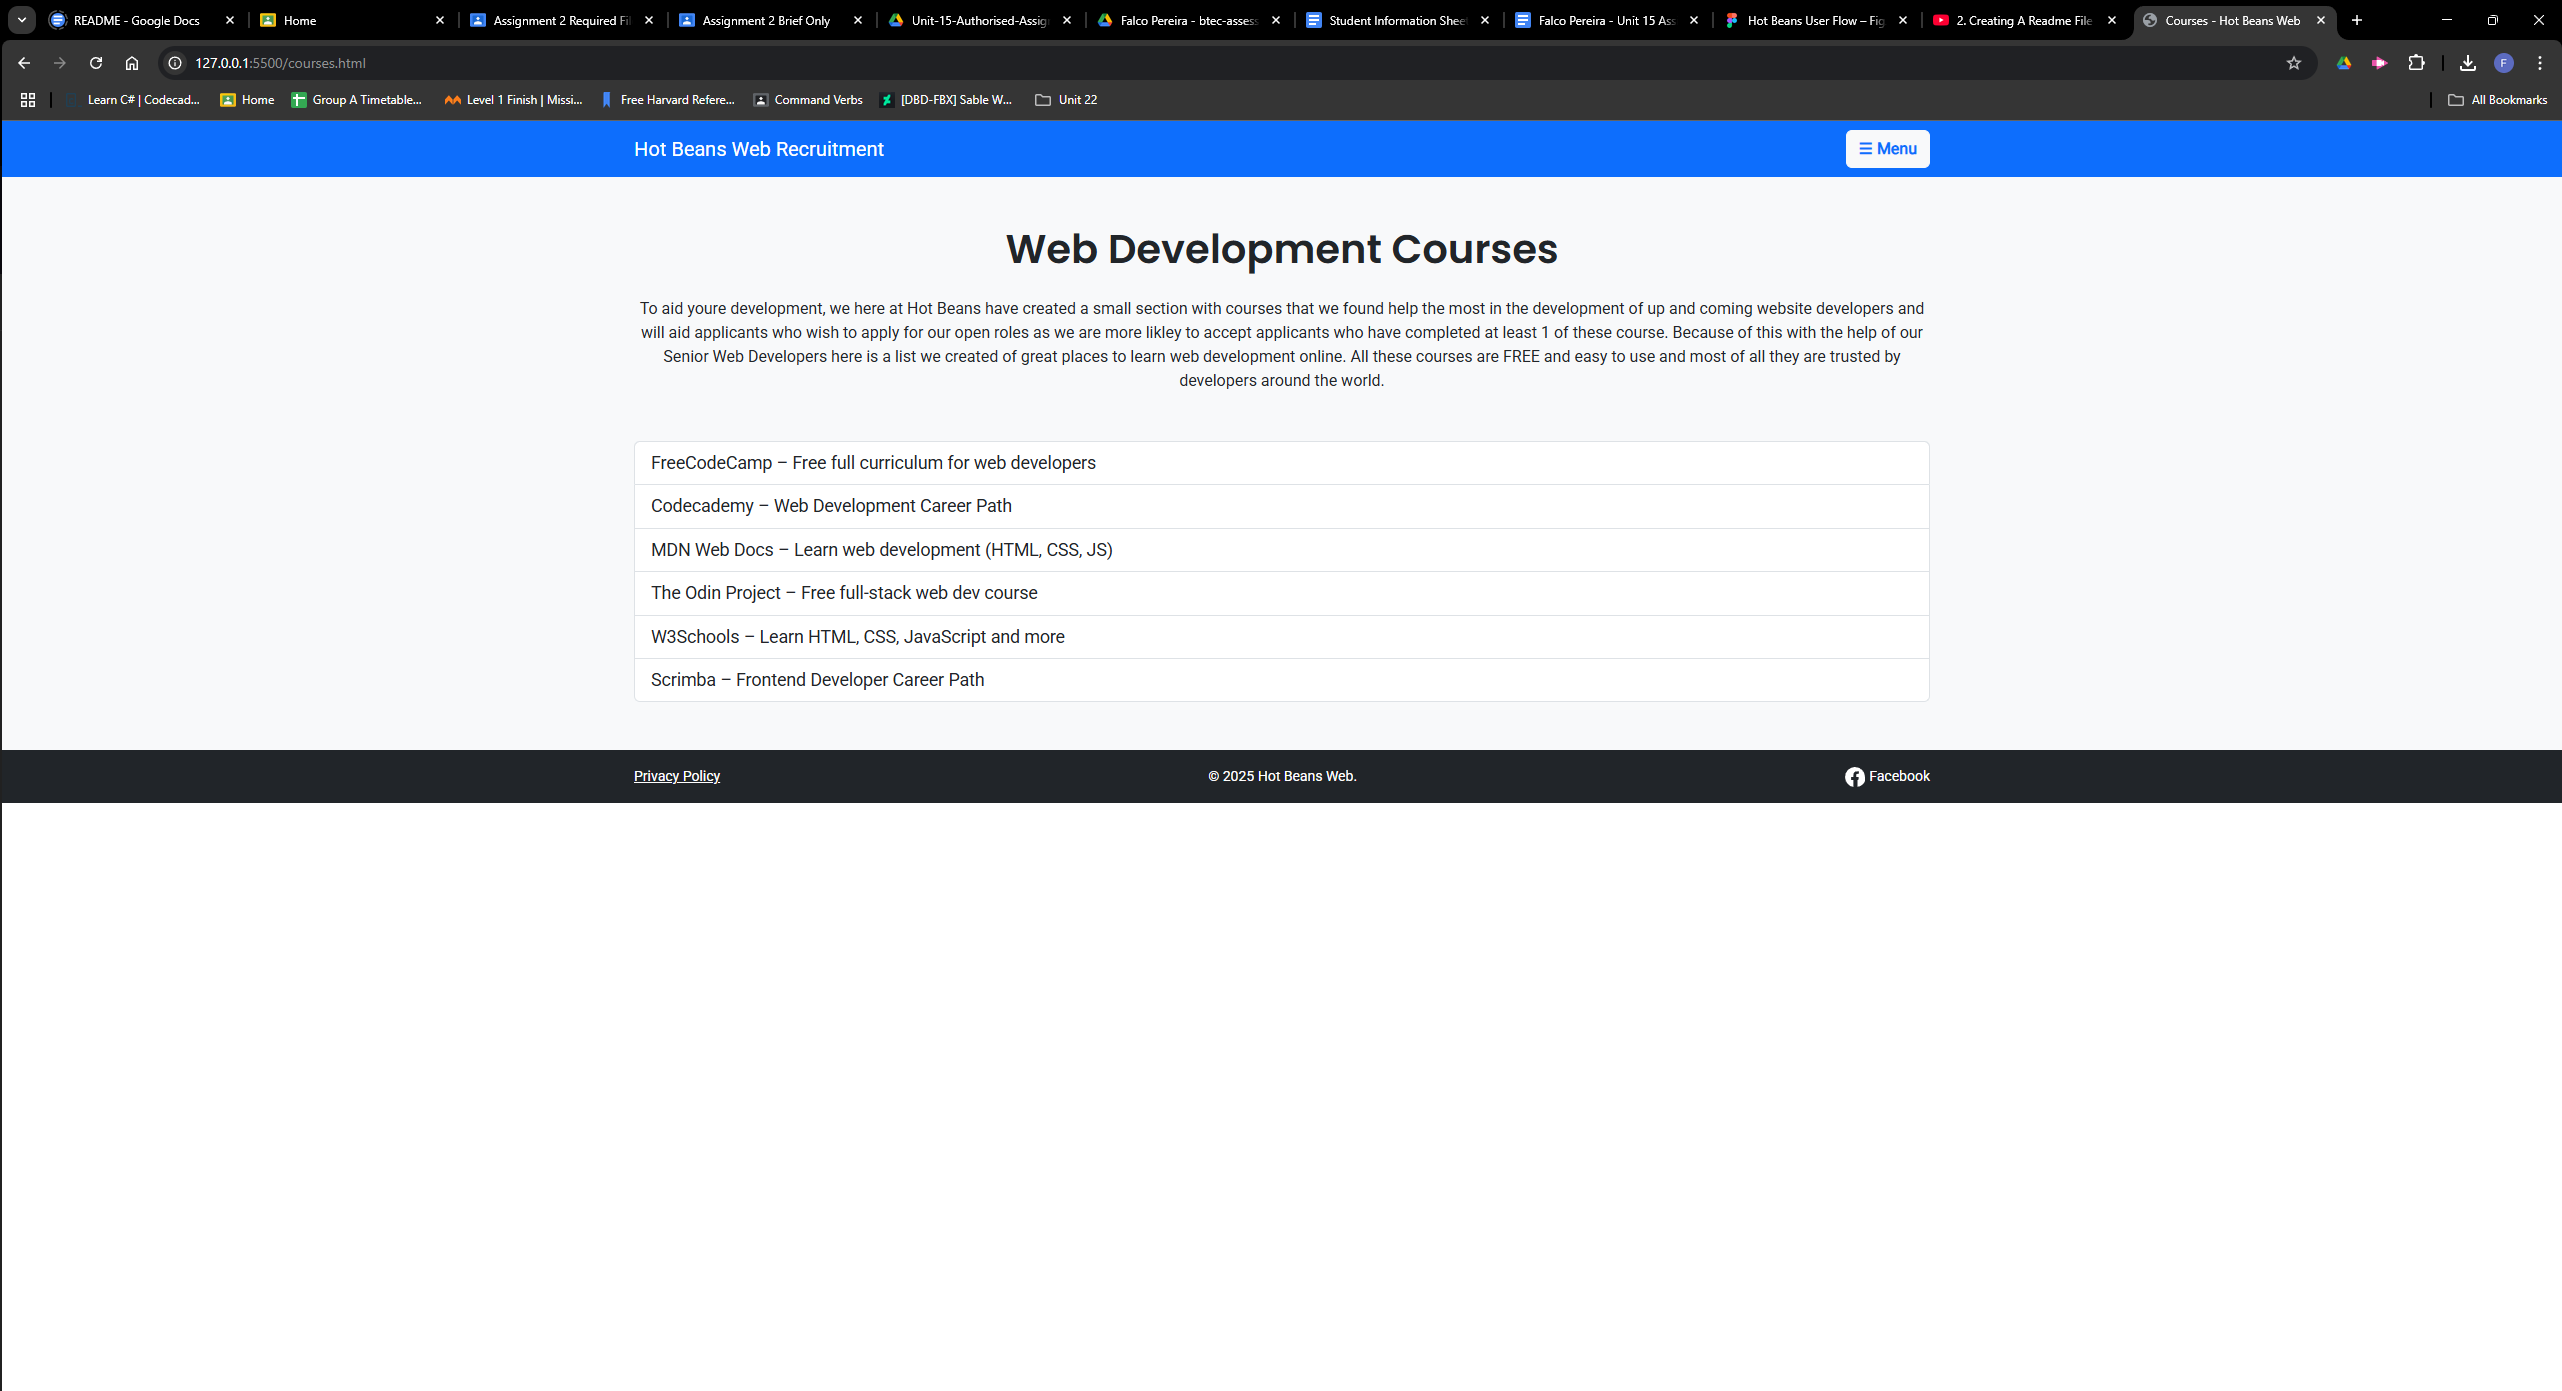 README - Google Docs
Home
Assignment 2 Required Fil
Assignment 2 Brief Only
Unit-15-Authorised-Assig
Falco Pereira - btec-assess
Student Information Shee
Falco Pereira - Unit 15 Ass
Hot Beans User Flow – Fig
2. Creating A Readme File
Courses - Hot Beans Web
127.0.0.1:5500/courses.html
F
Learn C# | Codecad...
Home
Group A Timetable...
Level 1 Finish | Missi...
Free Harvard Refere...
Command Verbs
[DBD-FBX] Sable W...
Unit 22
All Bookmarks
Hot Beans Web Recruitment
☰ Menu
Web Development Courses
To aid youre development, we here at Hot Beans have created a small section with courses that we found help the most in the development of up and coming website developers and
will aid applicants who wish to apply for our open roles as we are more likley to accept applicants who have completed at least 1 of these course. Because of this with the help of our
Senior Web Developers here is a list we created of great places to learn web development online. All these courses are FREE and easy to use and most of all they are trusted by
developers around the world.
FreeCodeCamp – Free full curriculum for web developers
Codecademy – Web Development Career Path
MDN Web Docs – Learn web development (HTML, CSS, JS)
The Odin Project – Free full-stack web dev course
W3Schools – Learn HTML, CSS, JavaScript and more
Scrimba – Frontend Developer Career Path
Privacy Policy
© 2025 Hot Beans Web.
Facebook